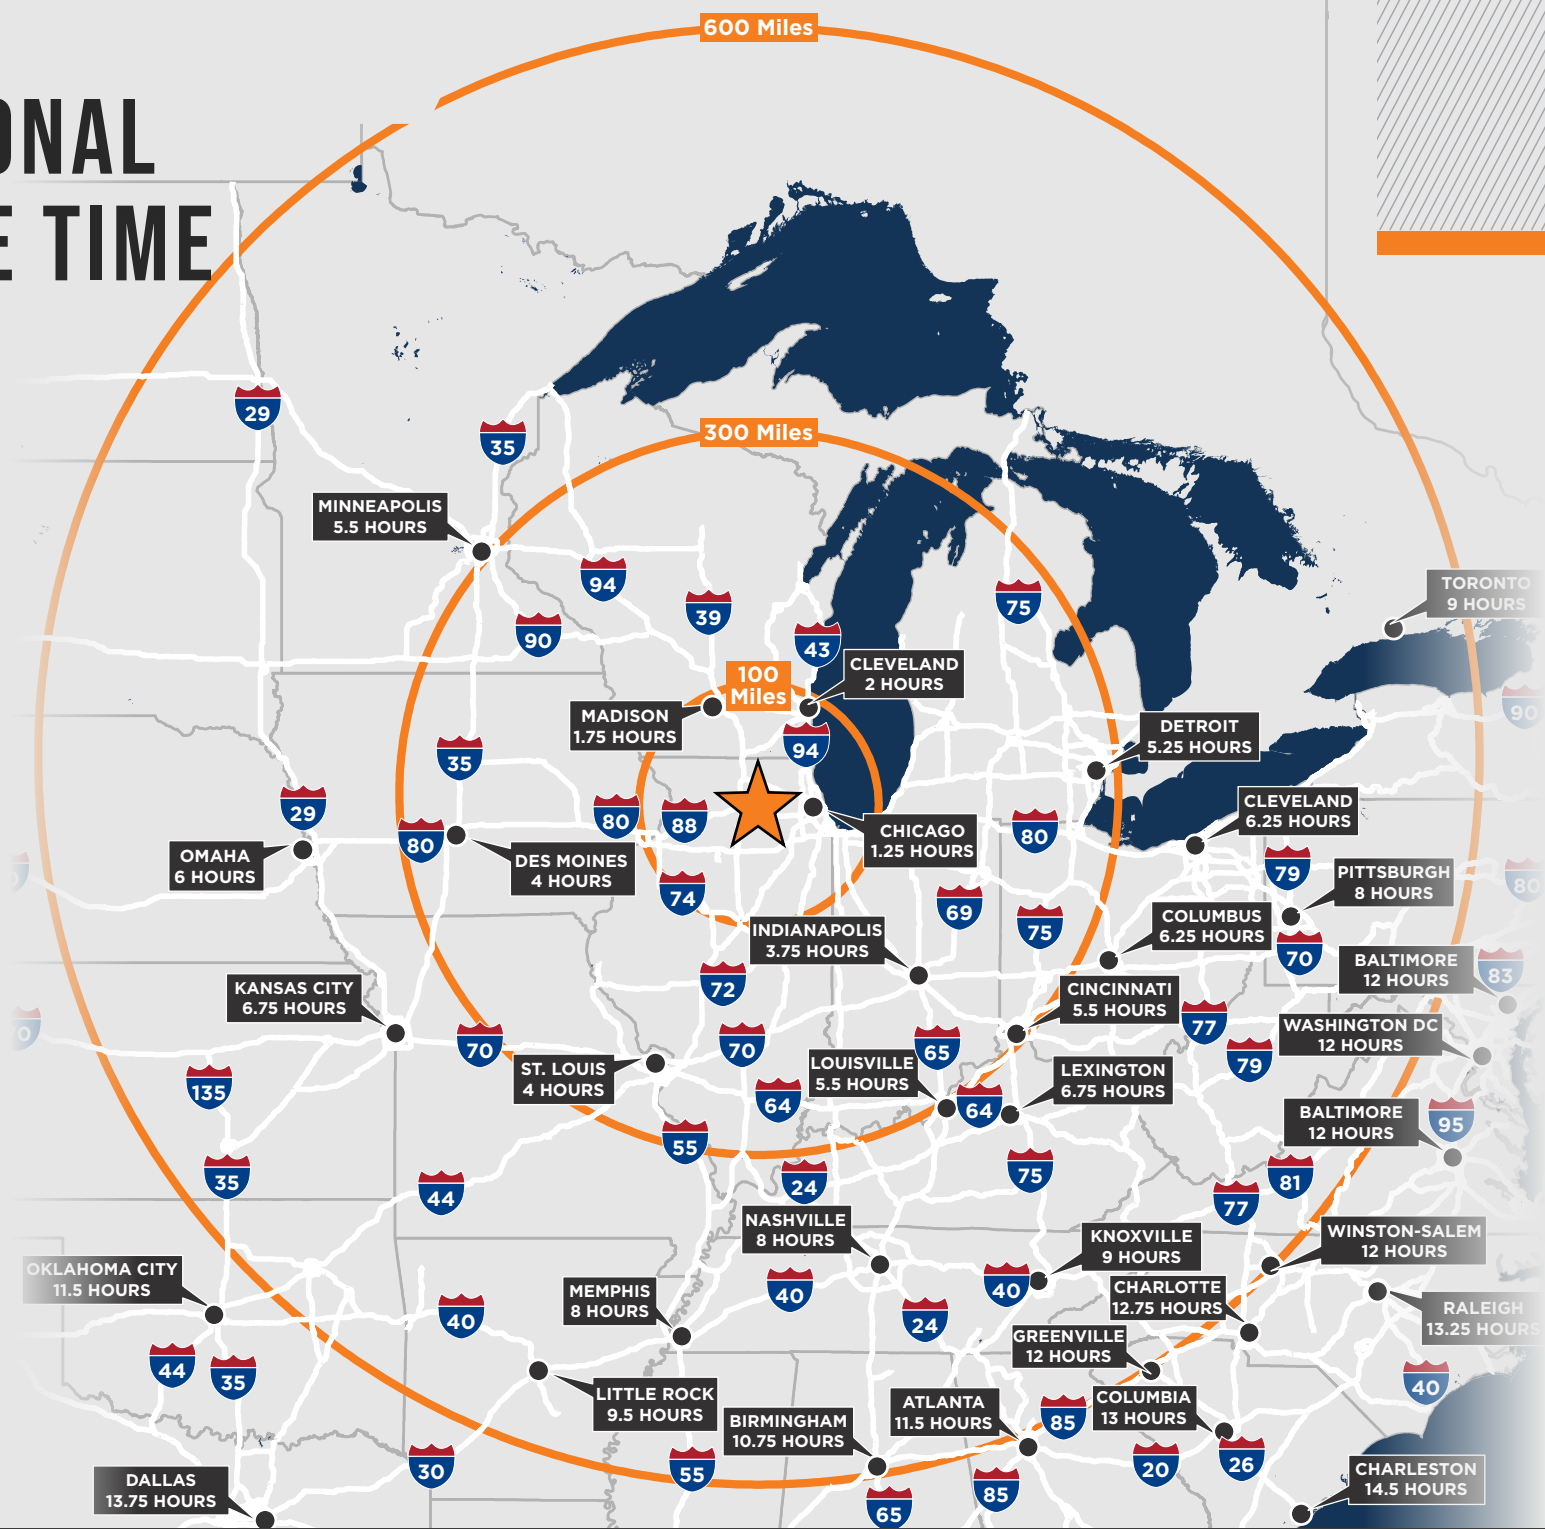 600 Miles
ONAL
E TIME
29
35
300 Miles
MINNEAPOLIS
5.5 HOURS
94
90
39
75
43
TORONTO
9 HOURS
CLEVELAND
2 HOURS
100
Miles
MADISON
1.75 HOURS
90
94
DETROIT
5.25 HOURS
35
29
80
80
88
80
CLEVELAND
6.25 HOURS
CHICAGO
1.25 HOURS
OMAHA
6 HOURS
DES MOINES
4 HOURS
79
PITTSBURGH
8 HOURS
80
74
69
75
COLUMBUS
6.25 HOURS
INDIANAPOLIS
3.75 HOURS
70
BALTIMORE
12 HOURS
83
72
KANSAS CITY
6.75 HOURS
CINCINNATI
5.5 HOURS
77
0
WASHINGTON DC
12 HOURS
70
70
65
79
ST. LOUIS
4 HOURS
LOUISVILLE
5.5 HOURS
LEXINGTON
6.75 HOURS
135
64
64
BALTIMORE
12 HOURS
95
55
35
44
24
75
81
77
NASHVILLE
8 HOURS
KNOXVILLE
9 HOURS
WINSTON-SALEM
12 HOURS
OKLAHOMA CITY
11.5 HOURS
MEMPHIS
8 HOURS
40
40
40
CHARLOTTE
12.75 HOURS
24
RALEIGH
13.25 HOURS
GREENVILLE
12 HOURS
44
35
40
LITTLE ROCK
9.5 HOURS
ATLANTA
11.5 HOURS
COLUMBIA
13 HOURS
85
BIRMINGHAM
10.75 HOURS
30
55
20
26
DALLAS
13.75 HOURS
85
65
CHARLESTON
14.5 HOURS